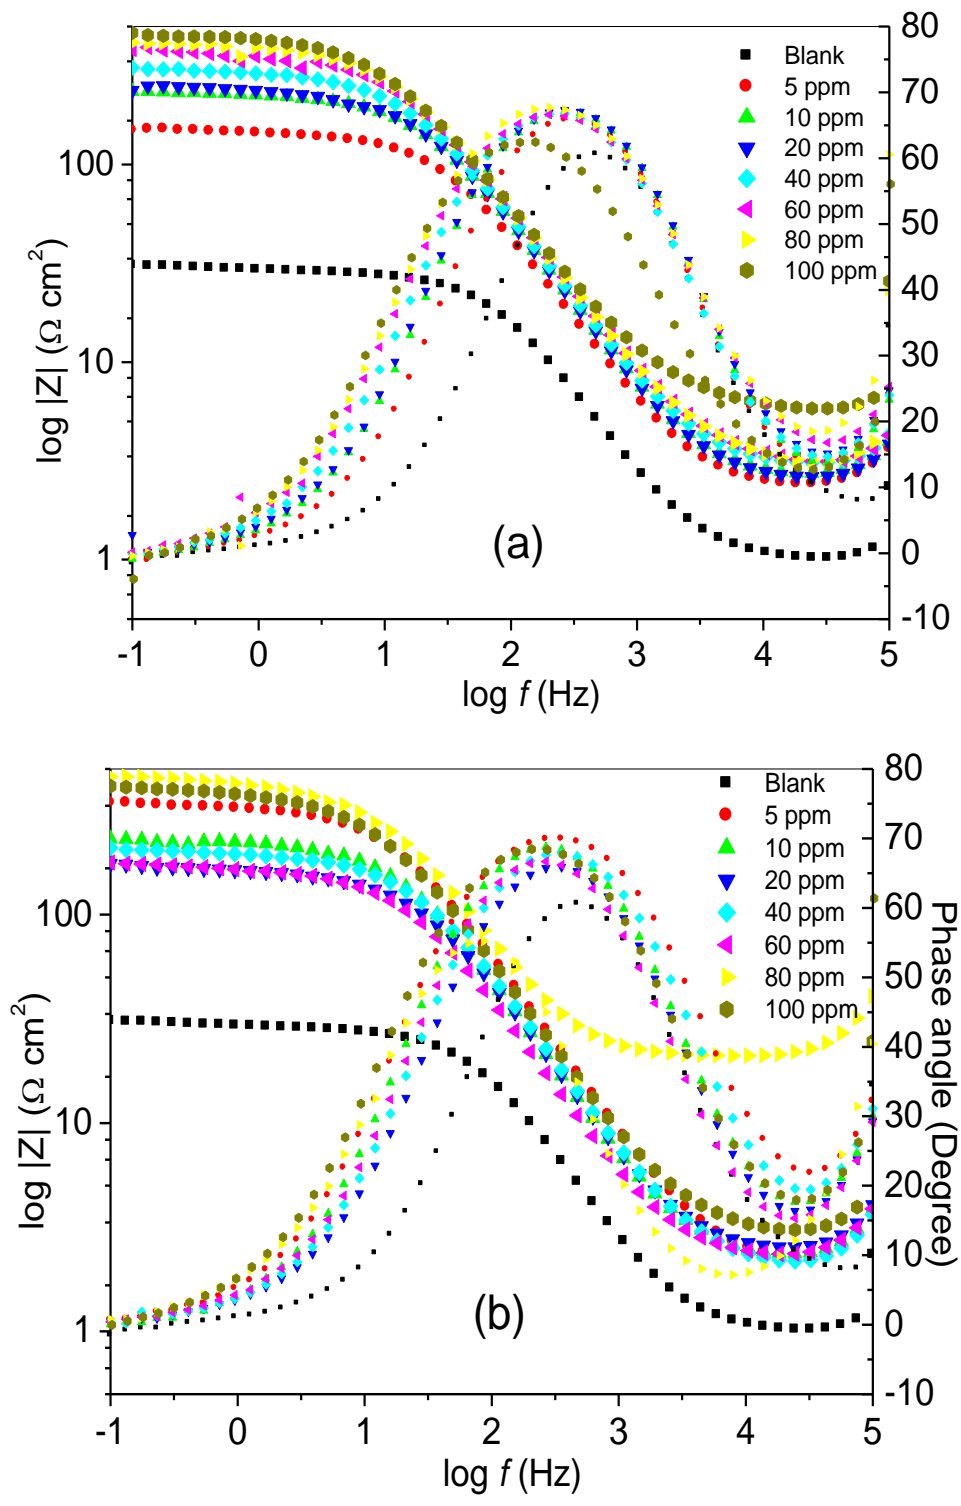 80
70
60
50
40
30
20
10
0
-10
100
10
1
log |Z| (Ω cm²)
Blank
5 ppm
10 ppm
20 ppm
40 ppm
60 ppm
80 ppm
100 ppm
(a)
-1 0 1 2 3 4 5
log f (Hz)
80
70
60
50
40
30
20
10
0
-10
100
10
1
log |Z| (Ω cm²)
Phase angle (Degree)
Blank
5 ppm
10 ppm
20 ppm
40 ppm
60 ppm
80 ppm
100 ppm
(b)
-1 0 1 2 3 4 5
log f (Hz)